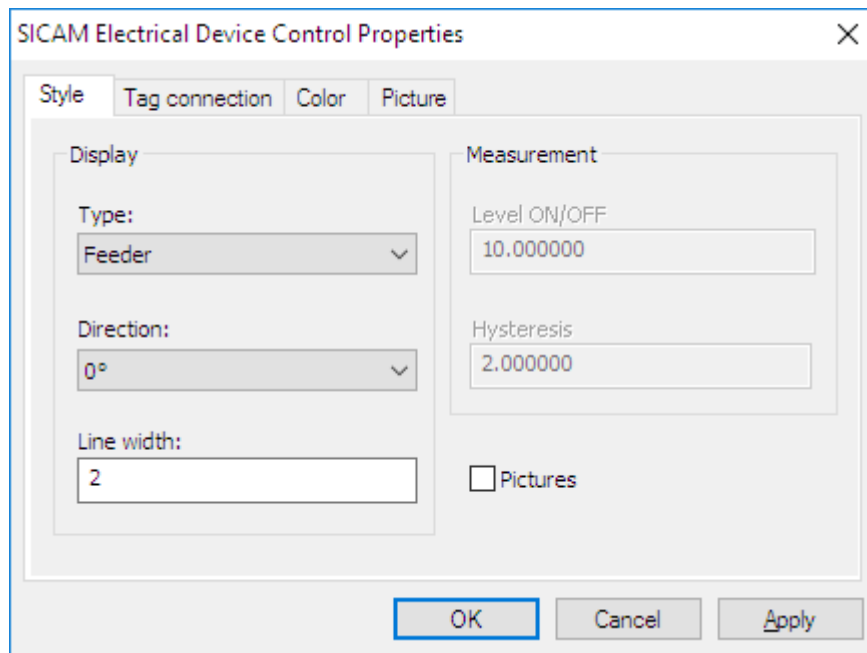 SICAM Electrical Device Control Properties
Style
Tag connection
Color
Picture
Display
Type:
Feeder
Direction:
0°
Line width:
2
Measurement
Level ON/OFF
10.000000
Hysteresis
2.000000
Pictures
OK
Cancel
Apply